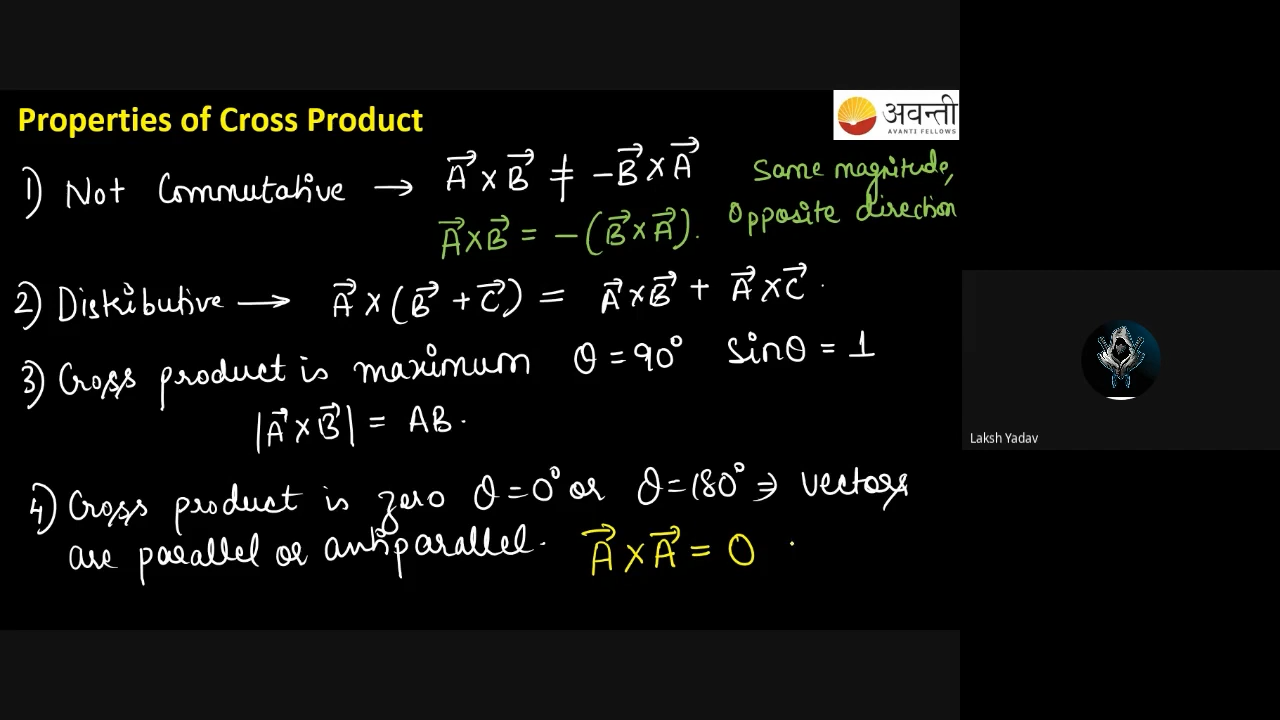 Properties of Cross Product
अवन्ती
AVANTI FELLOWS
1) Not Commutative → A⃗ × B⃗ ≠ -B⃗ × A⃗
Same magnitude,
Opposite direction
A⃗ × B⃗ = -(B⃗ × A⃗).
2) Distributive → A⃗ × (B⃗ + C⃗) = A⃗ × B⃗ + A⃗ × C⃗.
3) Cross product is maximum θ = 90° sinθ = 1
|A⃗ × B⃗| = AB.
4) Cross product is zero θ = 0° or θ = 180° ⇒ vectors
are parallel or antiparallel. A⃗ × A⃗ = 0
Laksh Yadav